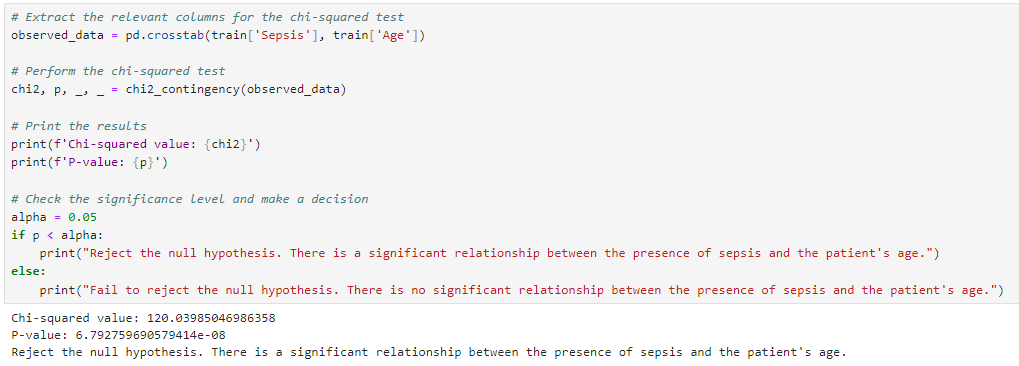 # Extract the relevant columns for the chi-squared test
observed_data = pd.crosstab(train['Sepsis'], train['Age'])
# Perform the chi-squared test
chi2, p, _, _ = chi2_contingency(observed_data)
# Print the results
print(f'Chi-squared value: {chi2}')
print(f'P-value: {p}')
# Check the significance level and make a decision
alpha = 0.05
if p < alpha:
    print("Reject the null hypothesis. There is a significant relationship between the presence of sepsis and the patient's age.")
else:
    print("Fail to reject the null hypothesis. There is no significant relationship between the presence of sepsis and the patient's age.")
Chi-squared value: 120.03985046986358
P-value: 6.792759690579414e-08
Reject the null hypothesis. There is a significant relationship between the presence of sepsis and the patient's age.